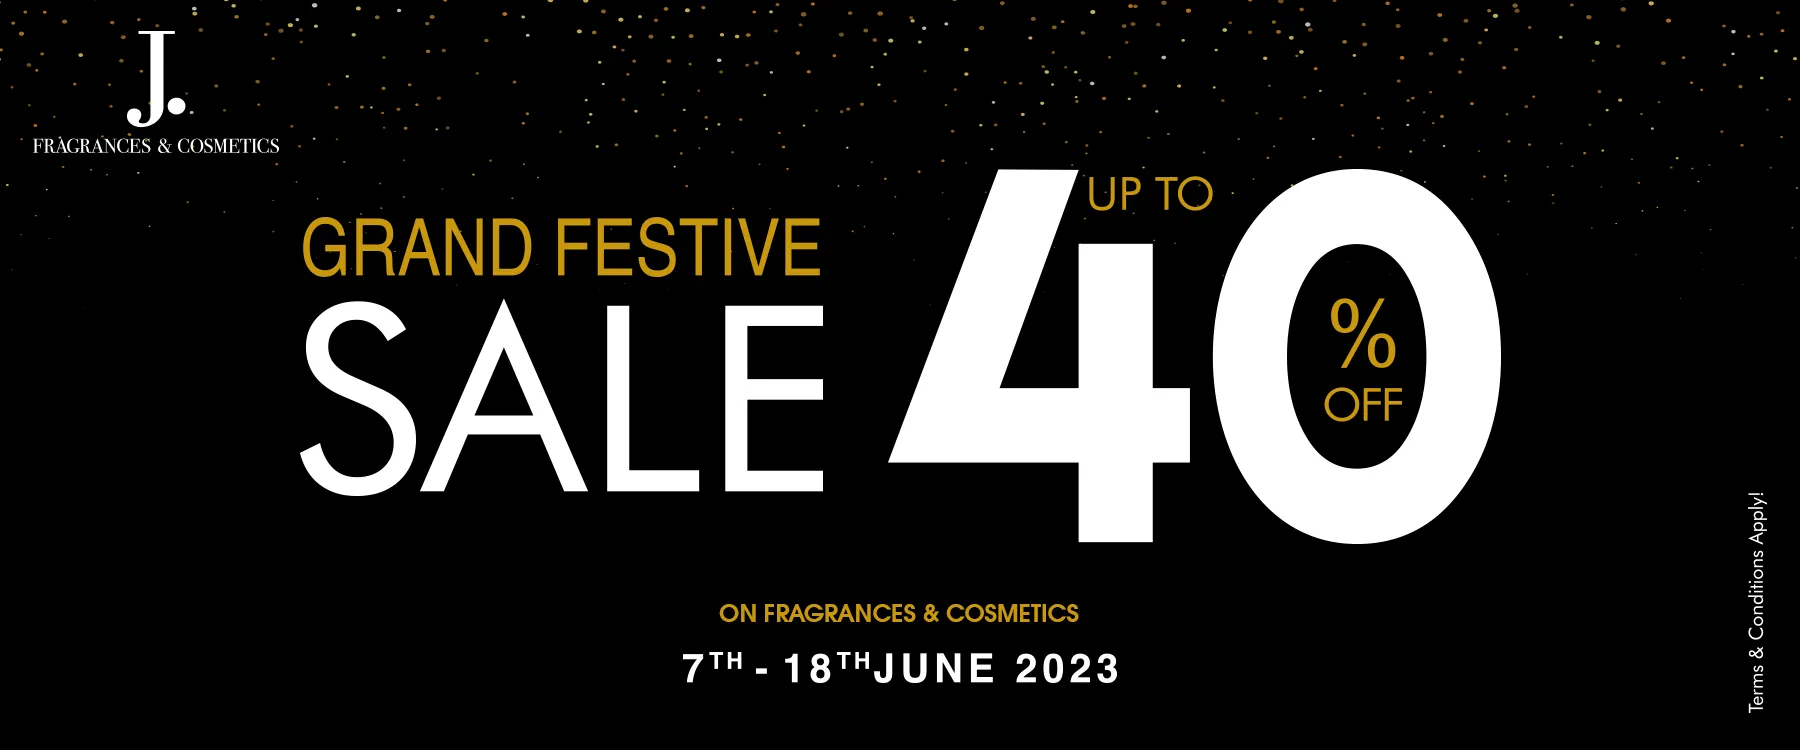 J.
FRAGRANCES & COSMETICS
GRAND FESTIVE
SALE
UP TO
40
%
OFF
ON FRAGRANCES & COSMETICS
7TH - 18TH JUNE 2023
Terms & Conditions Apply!